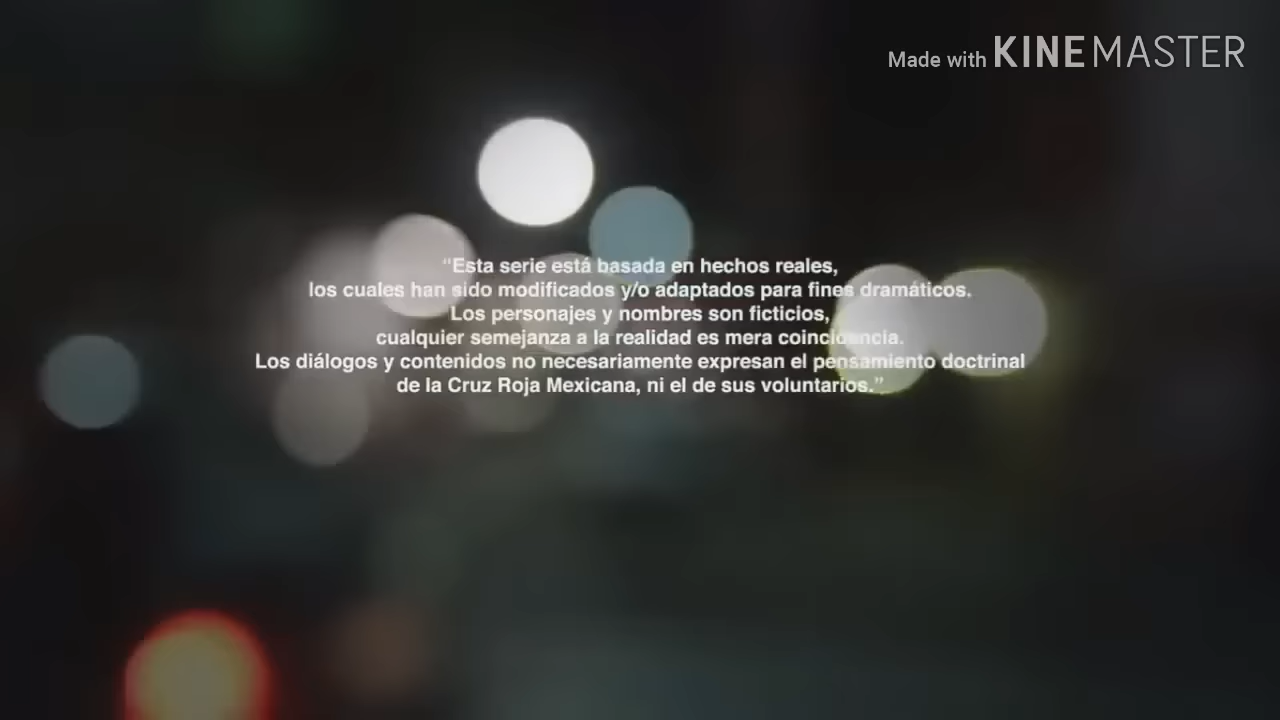 Made with KINEMASTER
“Esta serie está basada en hechos reales,
los cuales han sido modificados y/o adaptados para fines dramáticos.
Los personajes y nombres son ficticios,
cualquier semejanza a la realidad es mera coincidencia.
Los diálogos y contenidos no necesariamente expresan el pensamiento doctrinal
de la Cruz Roja Mexicana, ni el de sus voluntarios.”